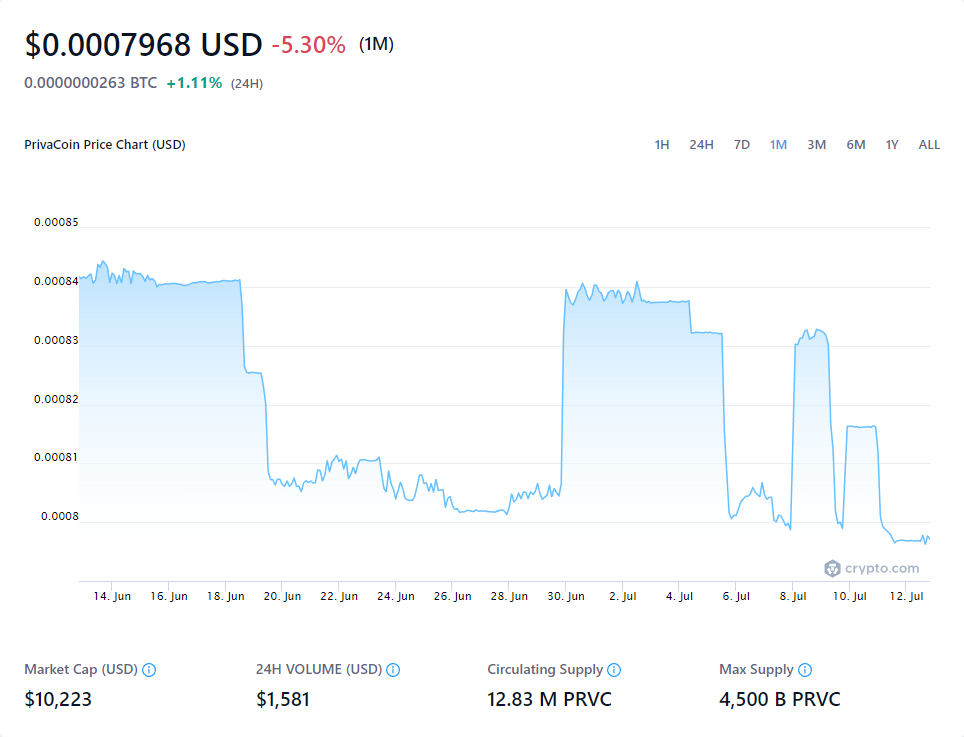 $0.0007968 USD -5.30% (1M)
0.0000000263 BTC +1.11% (24H)
PrivaCoin Price Chart (USD) 1H 24H 7D 1M 3M 6M 1Y ALL
0.00085
0.00084
0.00083
0.00082
0.00081
0.0008
crypto.com
14. Jun 16. Jun 18. Jun 20. Jun 22. Jun 24. Jun 26. Jun 28. Jun 30. Jun 2. Jul 4. Jul 6. Jul 8. Jul 10. Jul 12. Jul
Market Cap (USD) 24H VOLUME (USD) Circulating Supply Max Supply
$10,223 $1,581 12.83 M PRVC 4,500 B PRVC